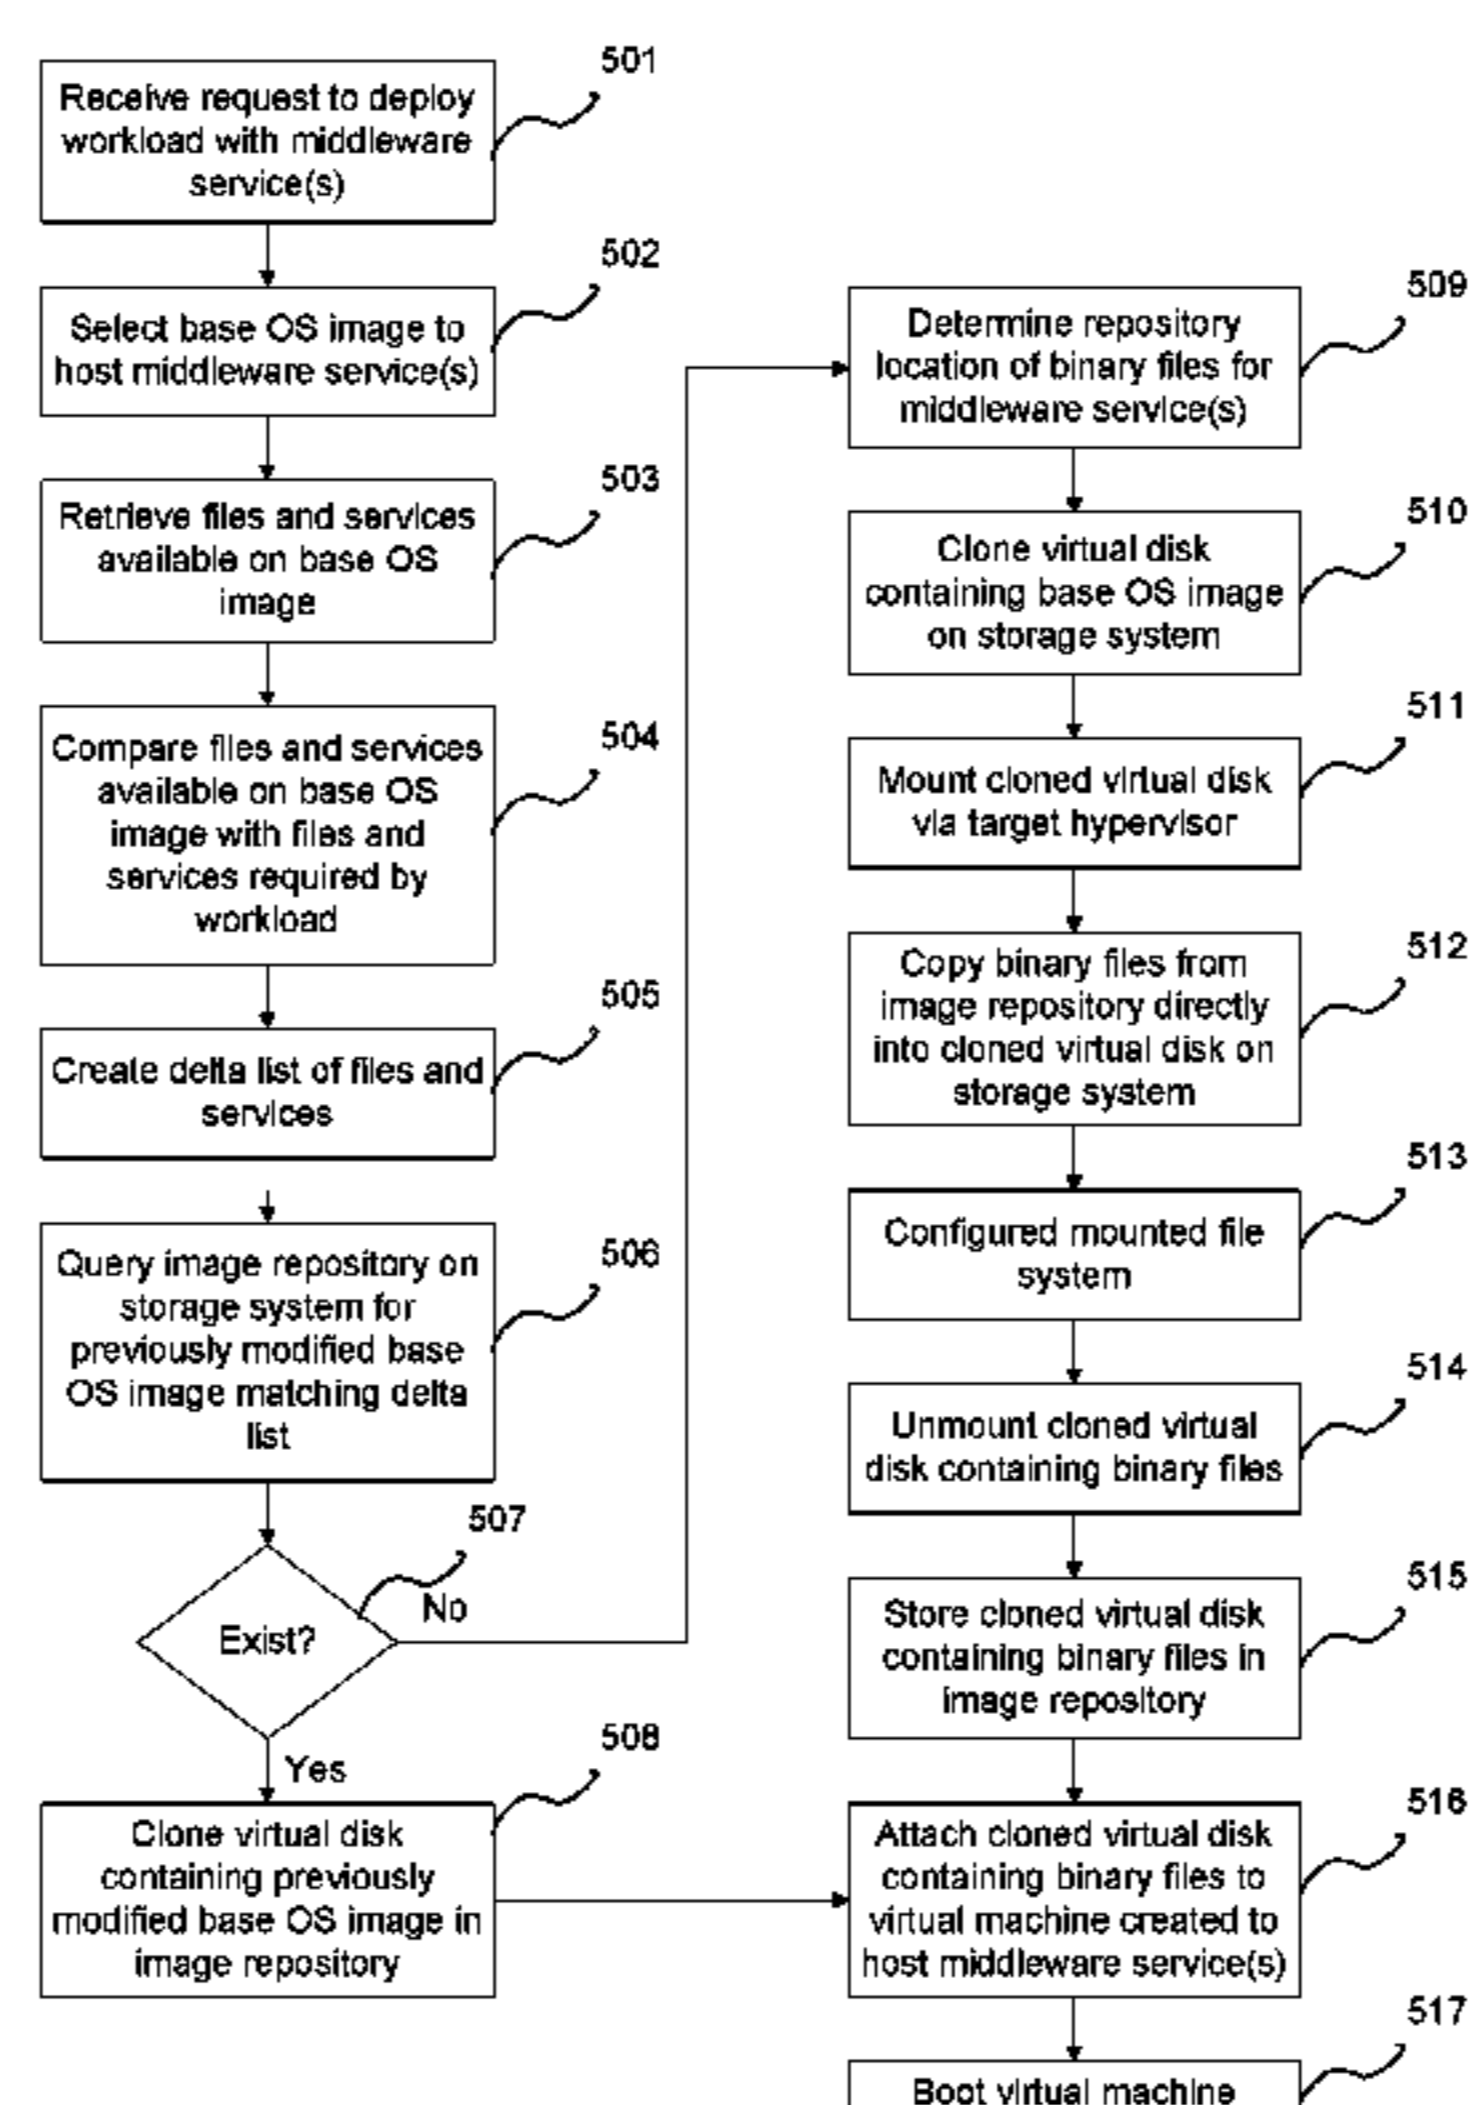 501
Receive request to deploy
workload with middleware
service(s)
502
Select base OS image to
host middleware service(s)
503
Retrieve files and services
available on base OS
image
504
Compare files and services
available on base OS
image with files and
services required by
workload
505
Create delta list of files and
services
506
Query image repository on
storage system for
previously modified base
OS image matching delta
list
507
Exist?
No
Yes
508
Clone virtual disk
containing previously
modified base OS image in
image repository
509
Determine repository
location of binary files for
middleware service(s)
510
Clone virtual disk
containing base OS image
on storage system
511
Mount cloned virtual disk
via target hypervisor
512
Copy binary files from
image repository directly
into cloned virtual disk on
storage system
513
Configured mounted file
system
514
Unmount cloned virtual
disk containing binary files
515
Store cloned virtual disk
containing binary files in
image repository
516
Attach cloned virtual disk
containing binary files to
virtual machine created to
host middleware service(s)
517
Boot virtual machine